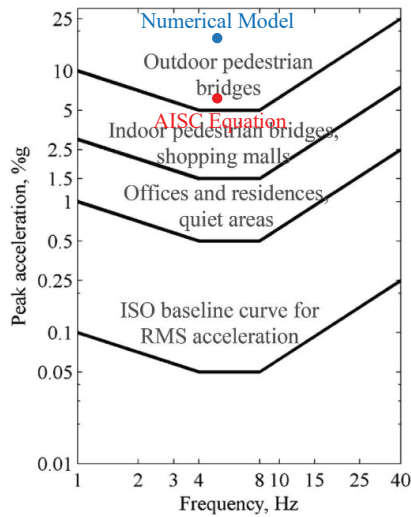 25
Numerical Model
10
Outdoor pedestrian
bridges
5
AISC Equation
Indoor pedestrian bridges,
2.5
shopping malls
1.5
1
Offices and residences,
quiet areas
0.5
0.25
ISO baseline curve for
RMS acceleration
0.1
0.05
0.01
Peak acceleration, %g
1 2 3 4 8 10 15 25 40
Frequency, Hz